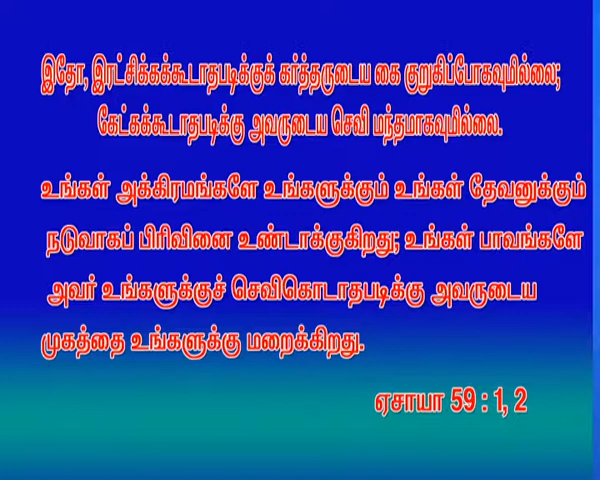 இதோ, இரட்சிக்கக்கூடாதபடிக்குக் கர்த்தருடைய கை குறுகிப்போகவுமில்லை;
கேட்கக்கூடாதபடிக்கு அவருடைய செவி மந்தமாகவுமில்லை.
உங்கள் அக்கிரமங்களே உங்களுக்கும் உங்கள் தேவனுக்கும்
நடுவாகப் பிரிவினை உண்டாக்குகிறது; உங்கள் பாவங்களே
அவர் உங்களுக்குச் செவிகொடாதபடிக்கு அவருடைய
முகத்தை உங்களுக்கு மறைக்கிறது.
ஏசாயா 59 : 1, 2